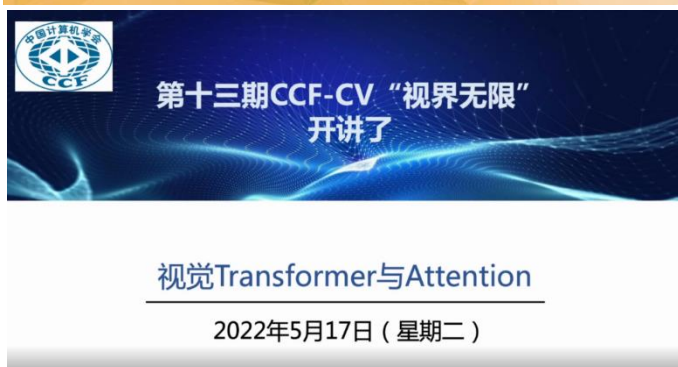 中国计算机学会
CCF
第十三期CCF-CV“视界无限”
开讲了
视觉Transformer与Attention
2022年5月17日（星期二）